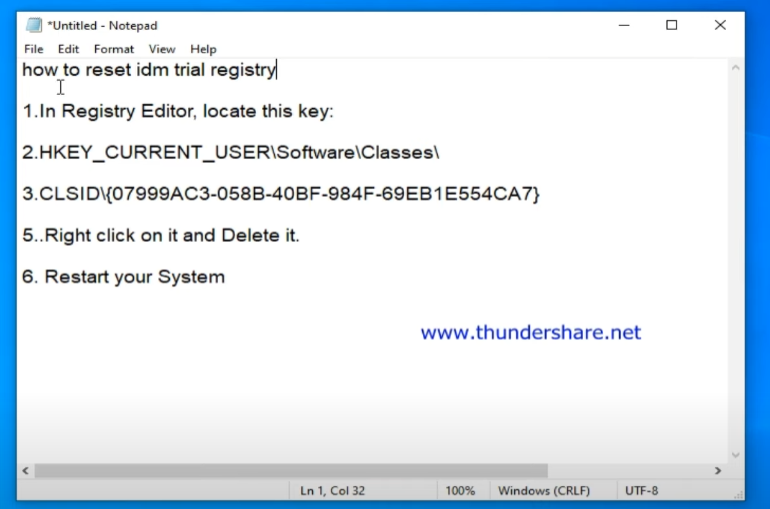 *Untitled - Notepad
File Edit Format View Help
how to reset idm trial registry
1.In Registry Editor, locate this key:
2.HKEY_CURRENT_USER\Software\Classes\
3.CLSID\{07999AC3-058B-40BF-984F-69EB1E554CA7}
5..Right click on it and Delete it.
6. Restart your System
www.thundershare.net
Ln 1, Col 32 100% Windows (CRLF) UTF-8